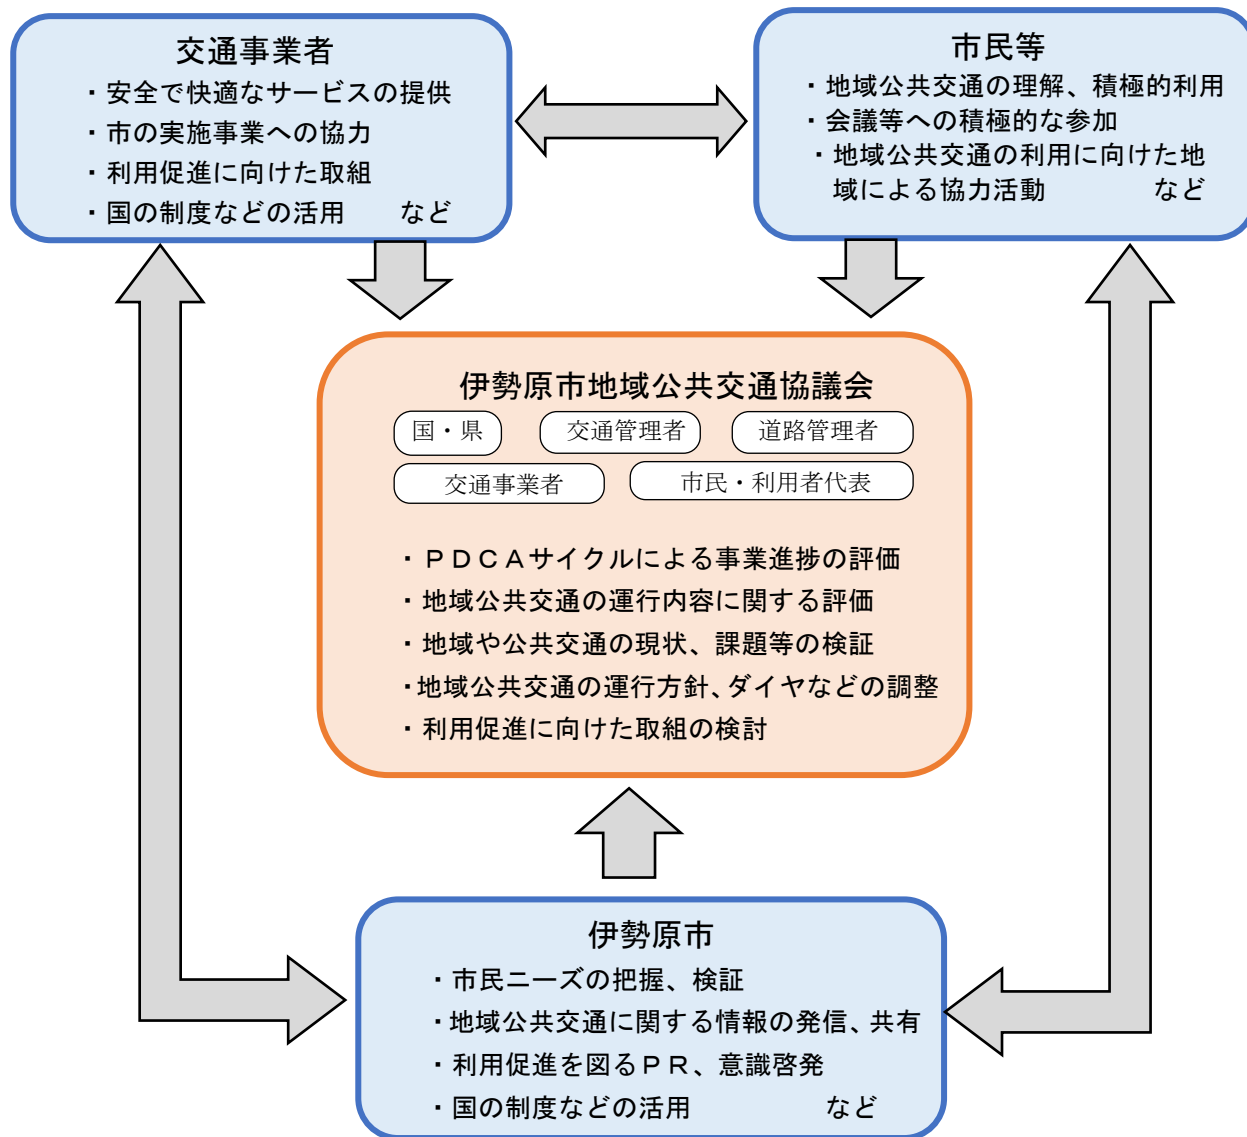 交通事業者
・安全で快適なサービスの提供
・市の実施事業への協力
・利用促進に向けた取組
・国の制度などの活用　　など
市民等
・地域公共交通の理解、積極的利用
・会議等への積極的な参加
・地域公共交通の利用に向けた地
域による協力活動　　　　など
伊勢原市地域公共交通協議会
国・県
交通管理者
道路管理者
交通事業者
市民・利用者代表
・ＰＤＣＡサイクルによる事業進捗の評価
・地域公共交通の運行内容に関する評価
・地域や公共交通の現状、課題等の検証
・地域公共交通の運行方針、ダイヤなどの調整
・利用促進に向けた取組の検討
伊勢原市
・市民ニーズの把握、検証
・地域公共交通に関する情報の発信、共有
・利用促進を図るＰＲ、意識啓発
・国の制度などの活用　　　　　など